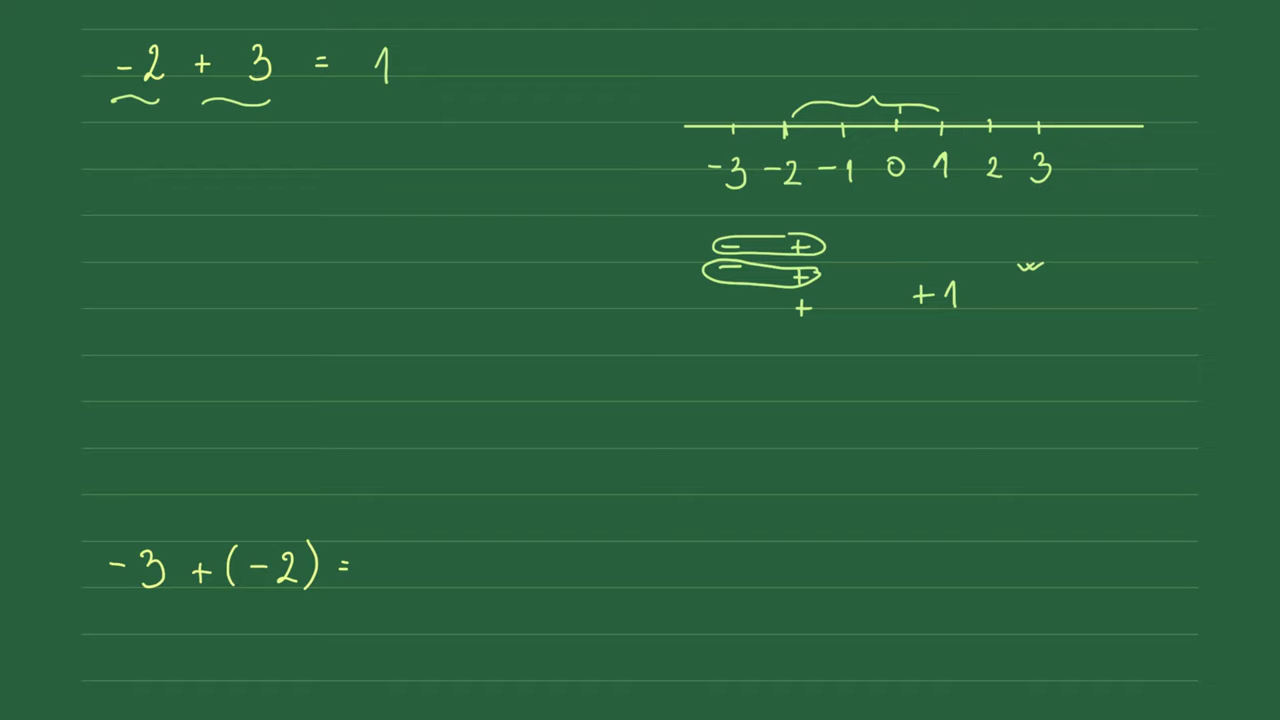 -2 + 3 = 1
-3 -2 -1 0 1 2 3
- +
- +
+ +1
-3 + (-2) =